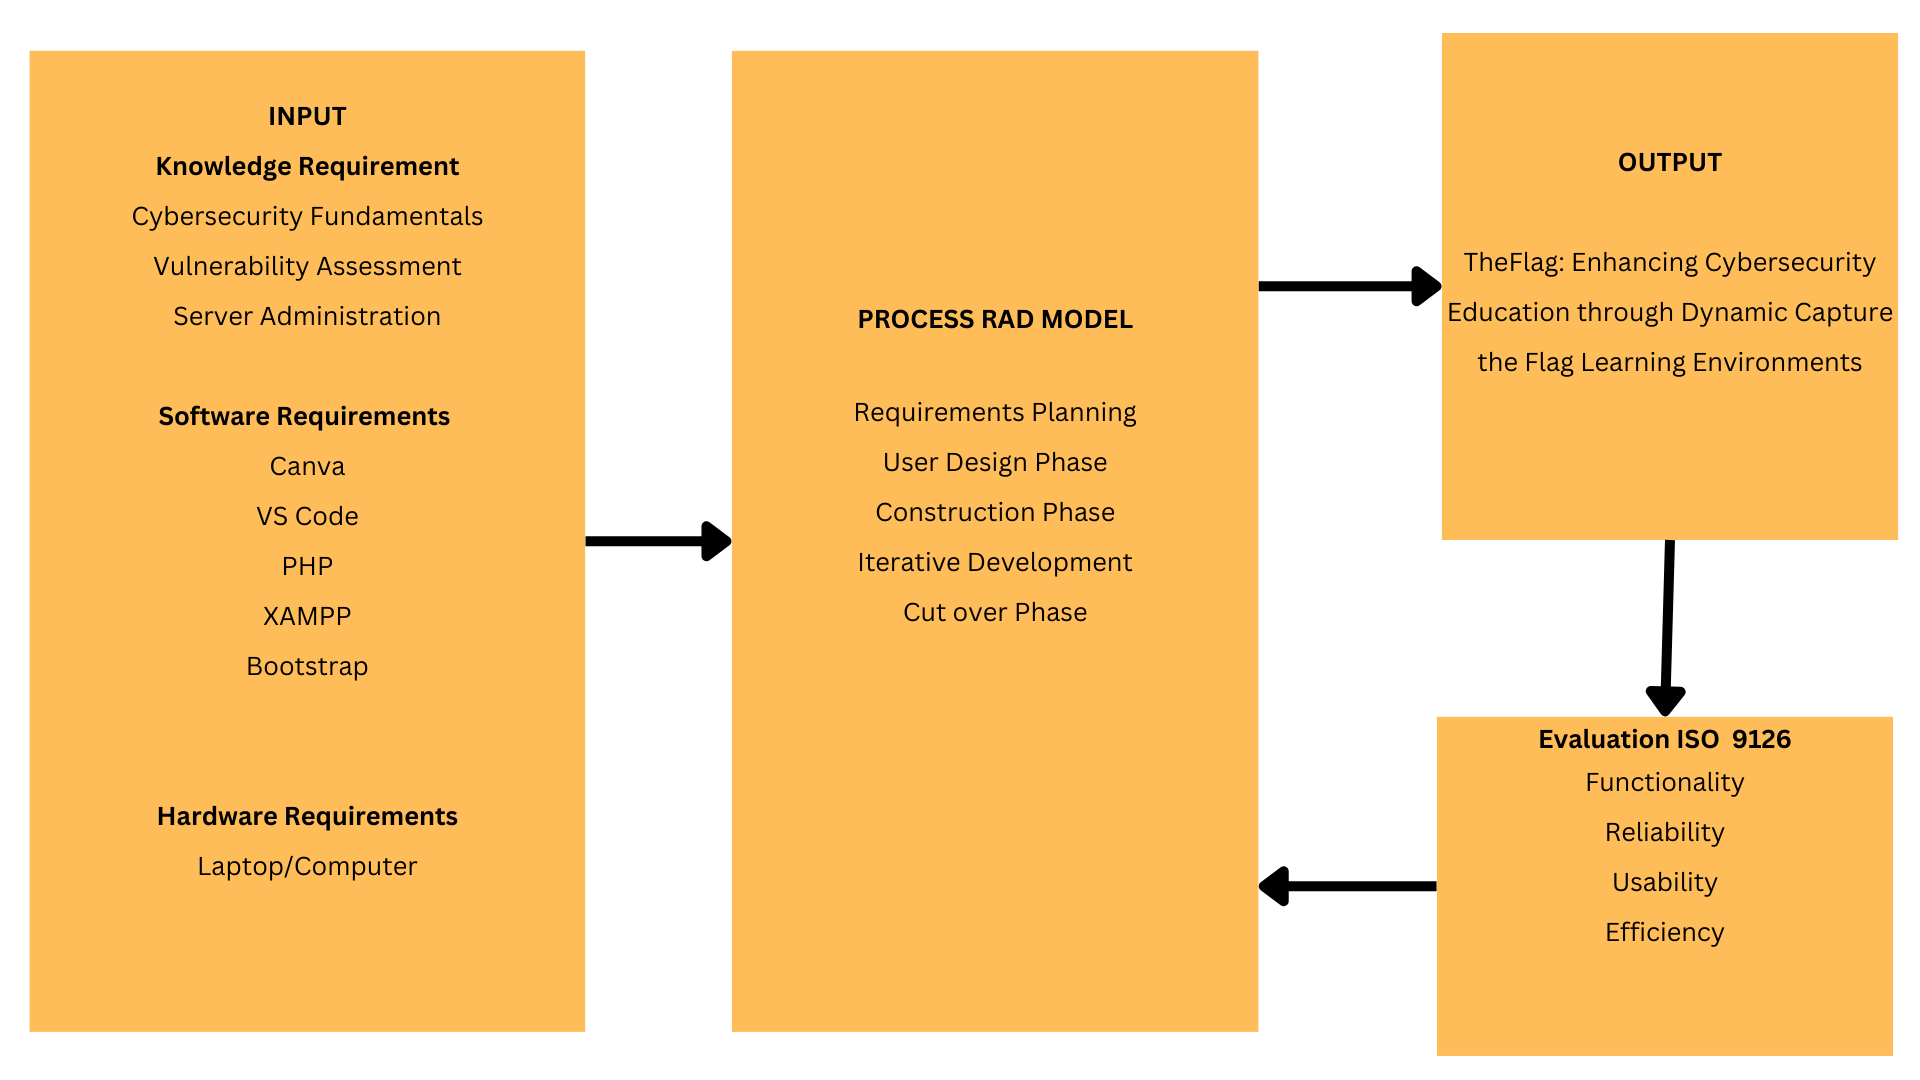 INPUT
Knowledge Requirement
Cybersecurity Fundamentals
Vulnerability Assessment
Server Administration
Software Requirements
Canva
VS Code
PHP
XAMPP
Bootstrap
Hardware Requirements
Laptop/Computer
PROCESS RAD MODEL
Requirements Planning
User Design Phase
Construction Phase
Iterative Development
Cut over Phase
OUTPUT
TheFlag: Enhancing Cybersecurity
Education through Dynamic Capture
the Flag Learning Environments
Evaluation ISO  9126
Functionality
Reliability
Usability
Efficiency